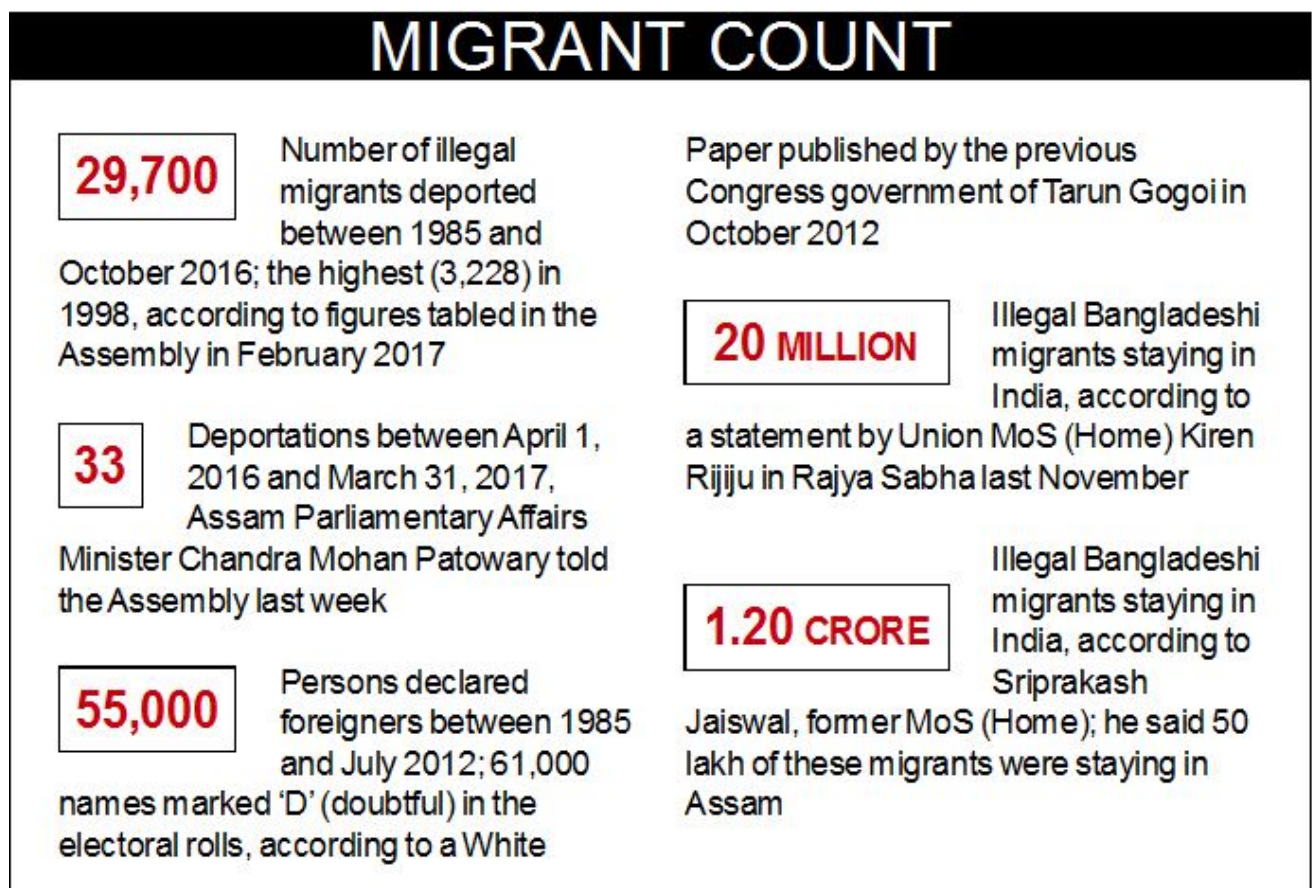 MIGRANT COUNT
29,700
Number of illegal
migrants deported
between 1985 and
October 2016; the highest (3,228) in
1998, according to figures tabled in the
Assembly in February 2017
33
Deportations between April 1,
2016 and March 31, 2017,
Assam Parliamentary Affairs
Minister Chandra Mohan Patowary told
the Assembly last week
55,000
Persons declared
foreigners between 1985
and July 2012; 61,000
names marked ‘D’ (doubtful) in the
electoral rolls, according to a White
Paper published by the previous
Congress government of Tarun Gogoi in
October 2012
20 MILLION
Illegal Bangladeshi
migrants staying in
India, according to
a statement by Union MoS (Home) Kiren
Rijiju in Rajya Sabha last November
1.20 CRORE
Illegal Bangladeshi
migrants staying in
India, according to
Sriprakash
Jaiswal, former MoS (Home); he said 50
lakh of these migrants were staying in
Assam